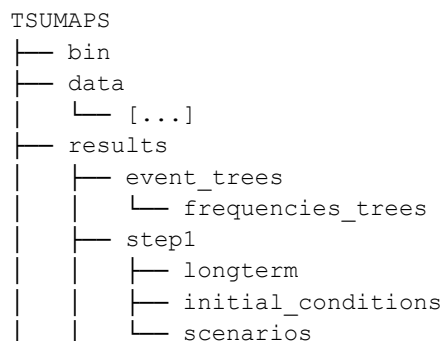 TSUMAPS
├── bin
├── data
│   └── [...]
├── results
│   ├── event_trees
│   │   └── frequencies_trees
│   ├── step1
│   │   ├── longterm
│   │   ├── initial_conditions
│   │   └── scenarios